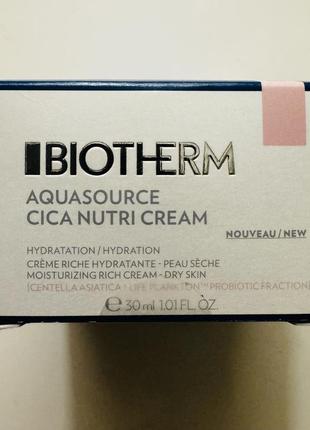 BIOTHERM
AQUASOURCE
CICA NUTRI CREAM
NOUVEAU/NEW
HYDRATATION/HYDRATION
CRÈME RICHE HYDRATANTE - PEAU SÈCHE
MOISTURIZING RICH CREAM - DRY SKIN
[CENTELLA ASIATICA + LIFE PLANKTON™ PROBIOTIC FRACTION]
℮ 30 ml 1.01 FL. OZ.